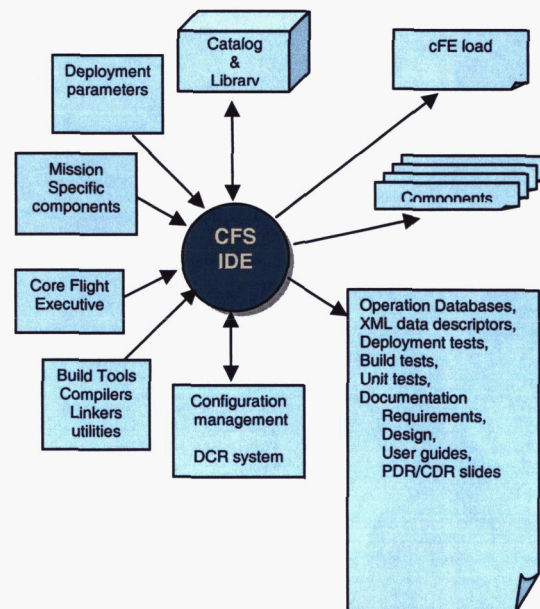 Catalog
&
Library
cFE load
Deployment
parameters
Mission
Specific
components
Components
CFS
IDE
Core Flight
Executive
Build Tools
Compilers
Linkers
utilities
Configuration
management
DCR system
Operation Databases,
XML data descriptors,
Deployment tests,
Build tests,
Unit tests,
Documentation
Requirements,
Design,
User guides,
PDR/CDR slides